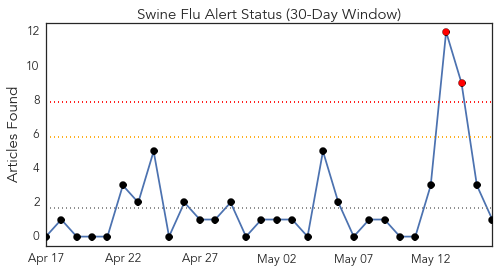 Swine Flu Alert Status (30-Day Window)
Articles Found
12
10
8
6
4
2
0
Apr 17 Apr 22 Apr 27 May 02 May 07 May 12